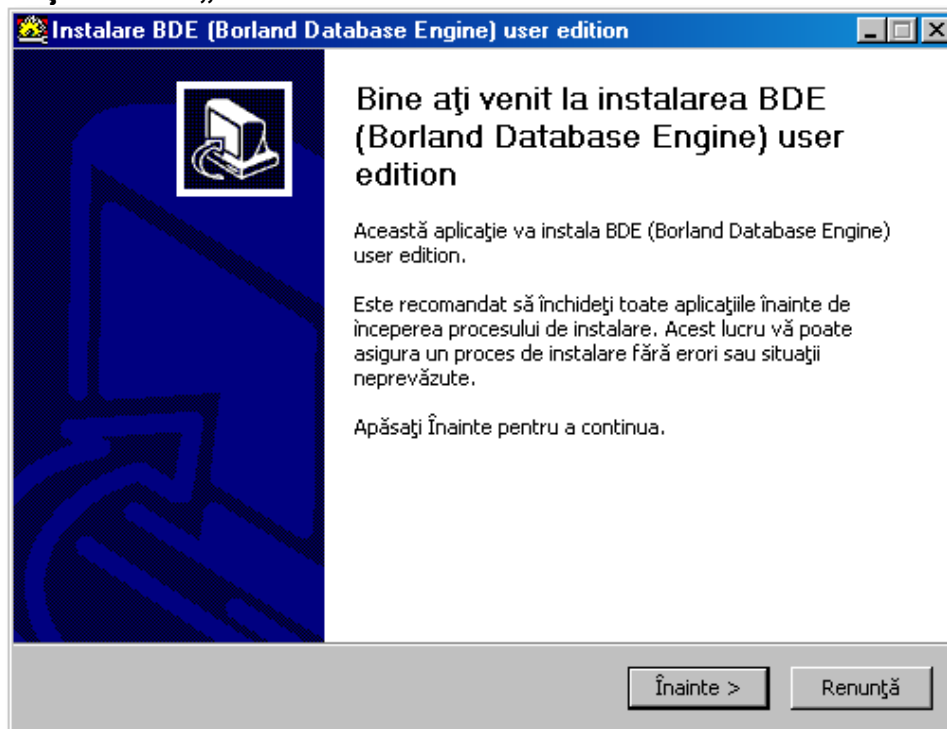 Instalare BDE (Borland Database Engine) user edition
Bine aţi venit la instalarea BDE
(Borland Database Engine) user
edition
Această aplicaţie va instala BDE (Borland Database Engine)
user edition.
Este recomandat să închideţi toate aplicaţiile înainte de
începerea procesului de instalare. Acest lucru vă poate
asigura un proces de instalare fără erori sau situaţii
neprevăzute.
Apăsaţi Înainte pentru a continua.
Înainte >
Renunţă